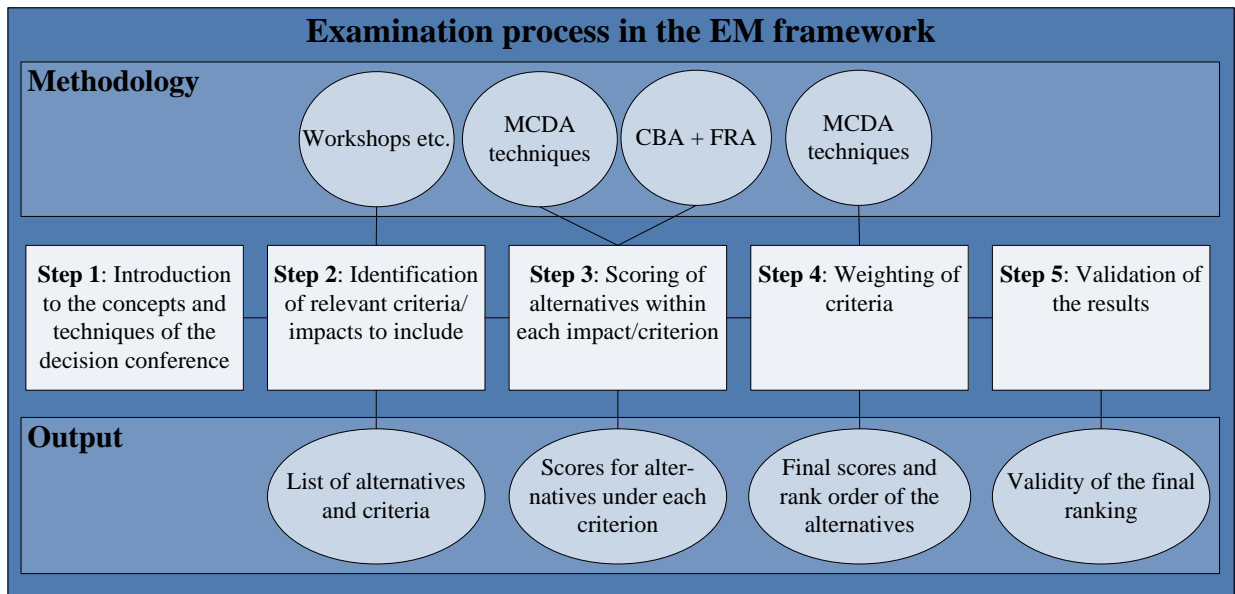 Examination process in the EM framework
Methodology
Workshops etc.
MCDA
techniques
CBA + FRA
MCDA
techniques
Step 1: Introduction
to the concepts and
techniques of the
decision conference
Step 2: Identification
of relevant criteria/
impacts to include
Step 3: Scoring of
alternatives within
each impact/criterion
Step 4: Weighting of
criteria
Step 5: Validation of
the results
Output
List of alternatives
and criteria
Scores for alter-
natives under each
criterion
Final scores and
rank order of the
alternatives
Validity of the final
ranking